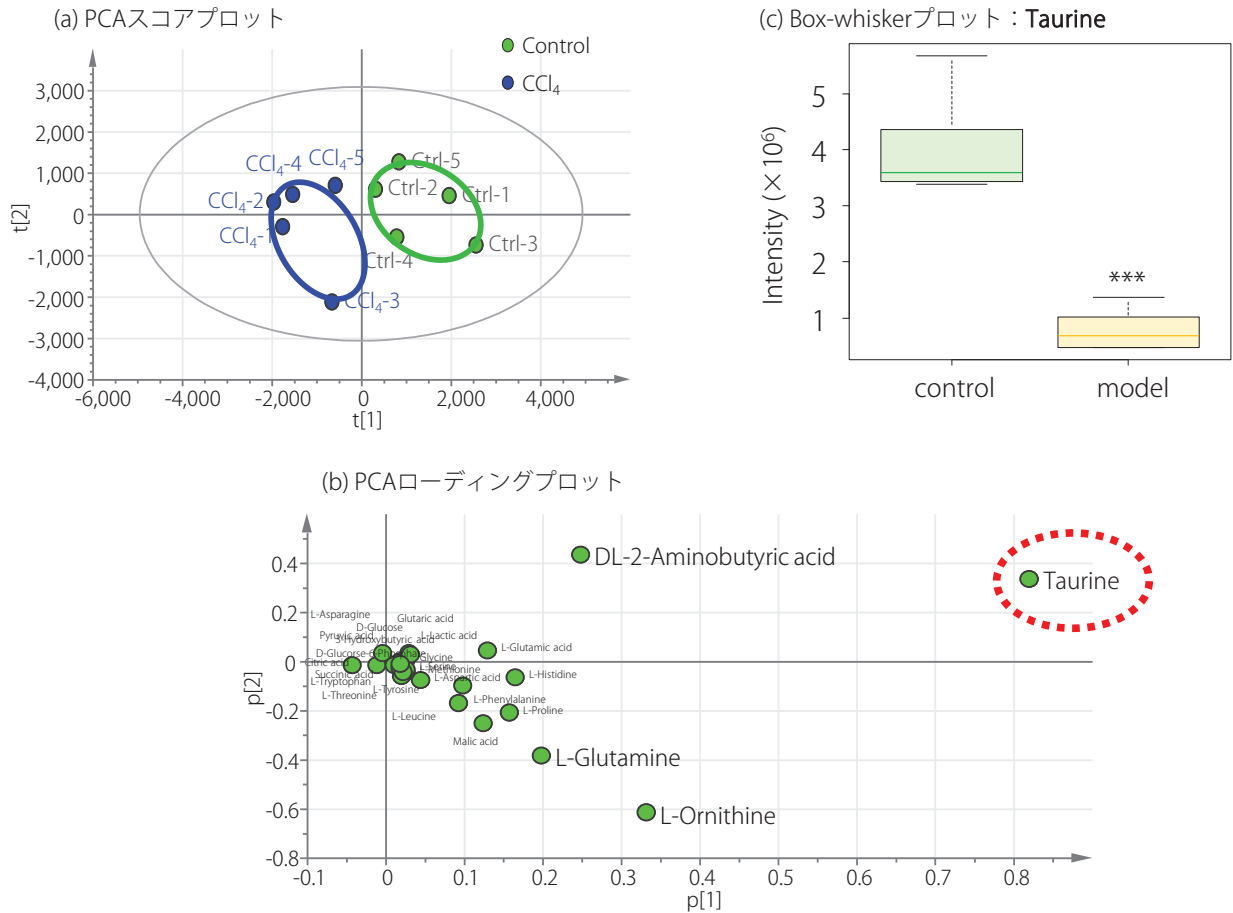 (a) PCAスコアプロット
Control
CCl₄
3,000
2,000
1,000
0
-1,000
-2,000
-3,000
-4,000
t[2]
CCl₄-4
CCl₄-5
CCl₄-2
CCl₄-1
CCl₄-3
Ctrl-5
Ctrl-2
Ctrl-1
Ctrl-4
Ctrl-3
-6,000
-4,000
-2,000
0
2,000
4,000
t[1]
(c) Box-whiskerプロット：Taurine
Intensity (× 10⁶)
5
4
3
2
1
***
control
model
(b) PCAローディングプロット
p[2]
0.4
0.2
0
-0.2
-0.4
-0.6
-0.8
DL-2-Aminobutyric acid
Taurine
L-Asparagine
Glutaric acid
D-Glucose
Pyruvic acid
3-Hydroxybutyric acid
L-Lactic acid
L-Glutamic acid
D-Glucorse-6-Phosphate
Glycine
Citric acid
L-Serine
L-Methionine
Succinic acid
L-Aspartic acid
L-Histidine
L-Tryptophan
L-Tyrosine
L-Threonine
L-Phenylalanine
L-Proline
L-Leucine
Malic acid
L-Glutamine
L-Ornithine
-0.1
0
0.1
0.2
0.3
0.4
0.5
0.6
0.7
0.8
p[1]